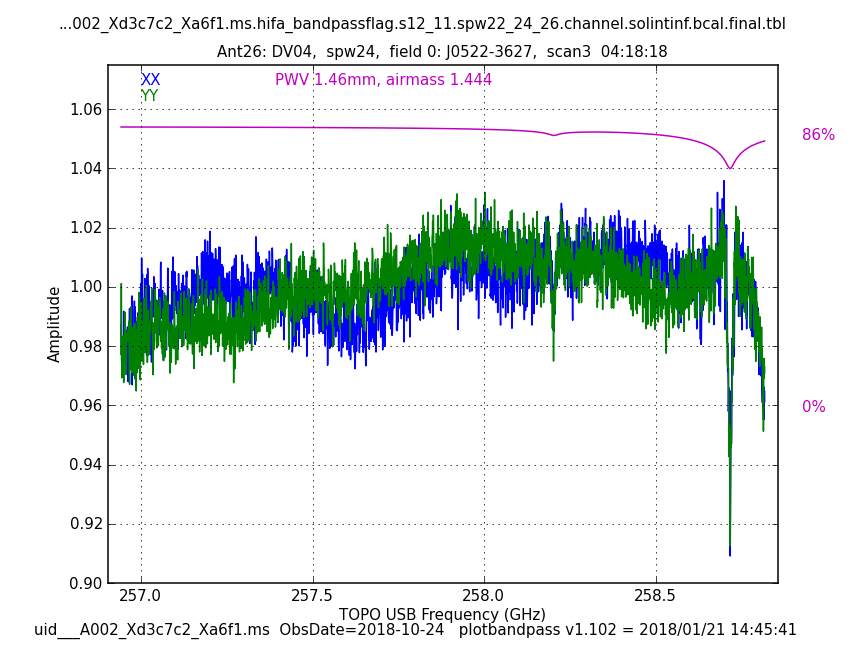 ...002_Xd3c7c2_Xa6f1.ms.hifa_bandpassflag.s12_11.spw22_24_26.channel.solintinf.bcal.final.tbl
Ant26: DV04, spw24, field 0: J0522-3627, scan3 04:18:18
XX PWV 1.46mm, airmass 1.444
YY
1.06
86%
1.04
1.02
1.00
Amplitude
0.98
0.96
0%
0.94
0.92
0.90
257.0 257.5 258.0 258.5
TOPO USB Frequency (GHz)
uid___A002_Xd3c7c2_Xa6f1.ms ObsDate=2018-10-24 plotbandpass v1.102 = 2018/01/21 14:45:41